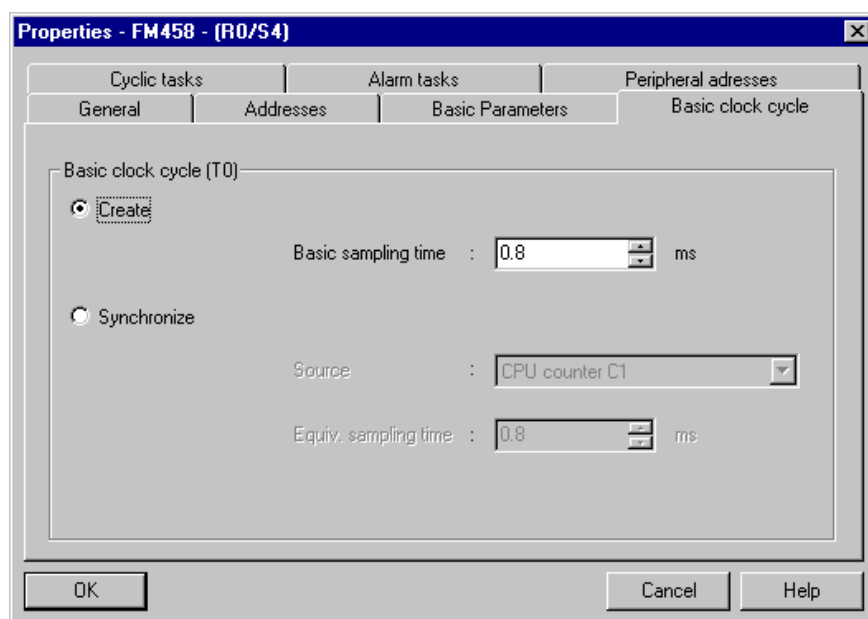 Properties - FM458 - (R0/S4)
Cyclic tasks Alarm tasks Peripheral adresses
General Addresses Basic Parameters Basic clock cycle
Basic clock cycle (T0)
Create
Basic sampling time : 0.8 ms
Synchronize
Source : CPU counter C1
Equiv. sampling time : 0.8 ms
OK Cancel Help